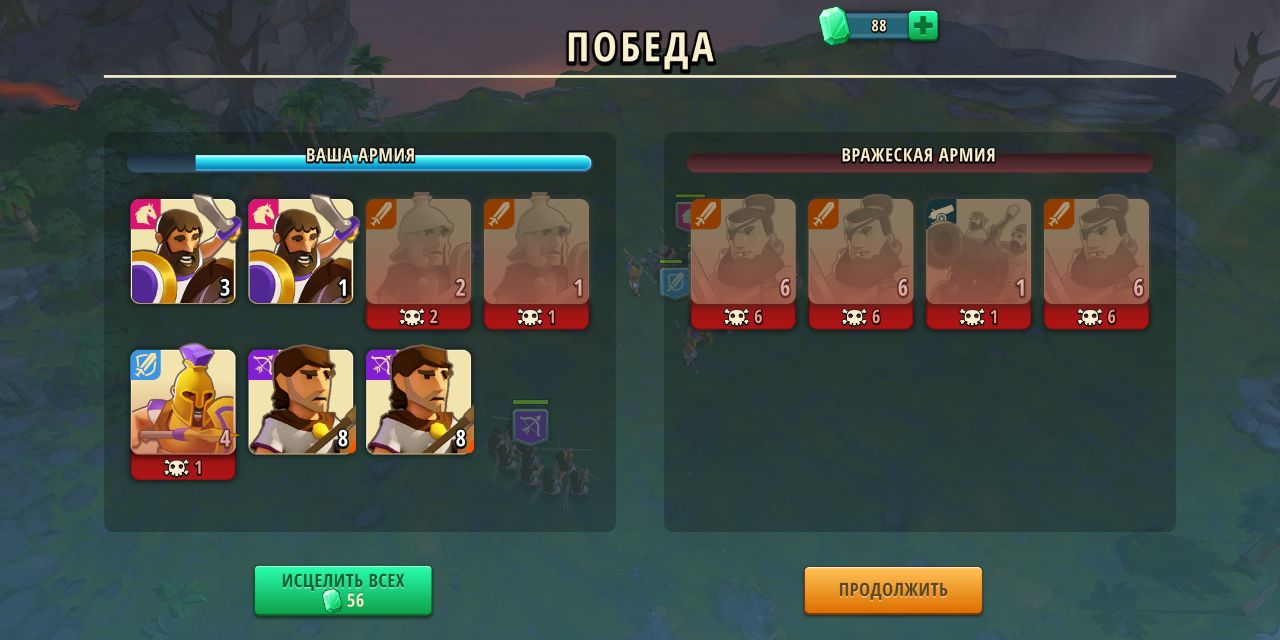 88
ПОБЕДА
ВАША АРМИЯ
ВРАЖЕСКАЯ АРМИЯ
3 1 2 1
6 6 1 6
2 1
6 6 1 6
4 8 8
1
ИСЦЕЛИТЬ ВСЕХ
56
ПРОДОЛЖИТЬ